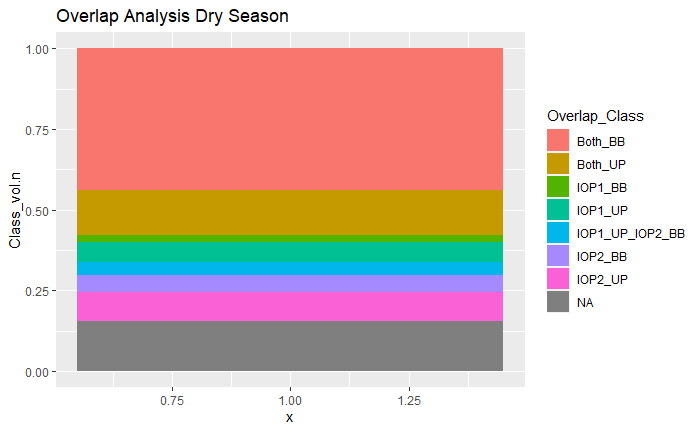 Overlap Analysis Dry Season
1.00
0.75
0.50
0.25
0.00
Class_vol.n
0.75
1.00
1.25
x
Overlap_Class
Both_BB
Both_UP
IOP1_BB
IOP1_UP
IOP1_UP_IOP2_BB
IOP2_BB
IOP2_UP
NA